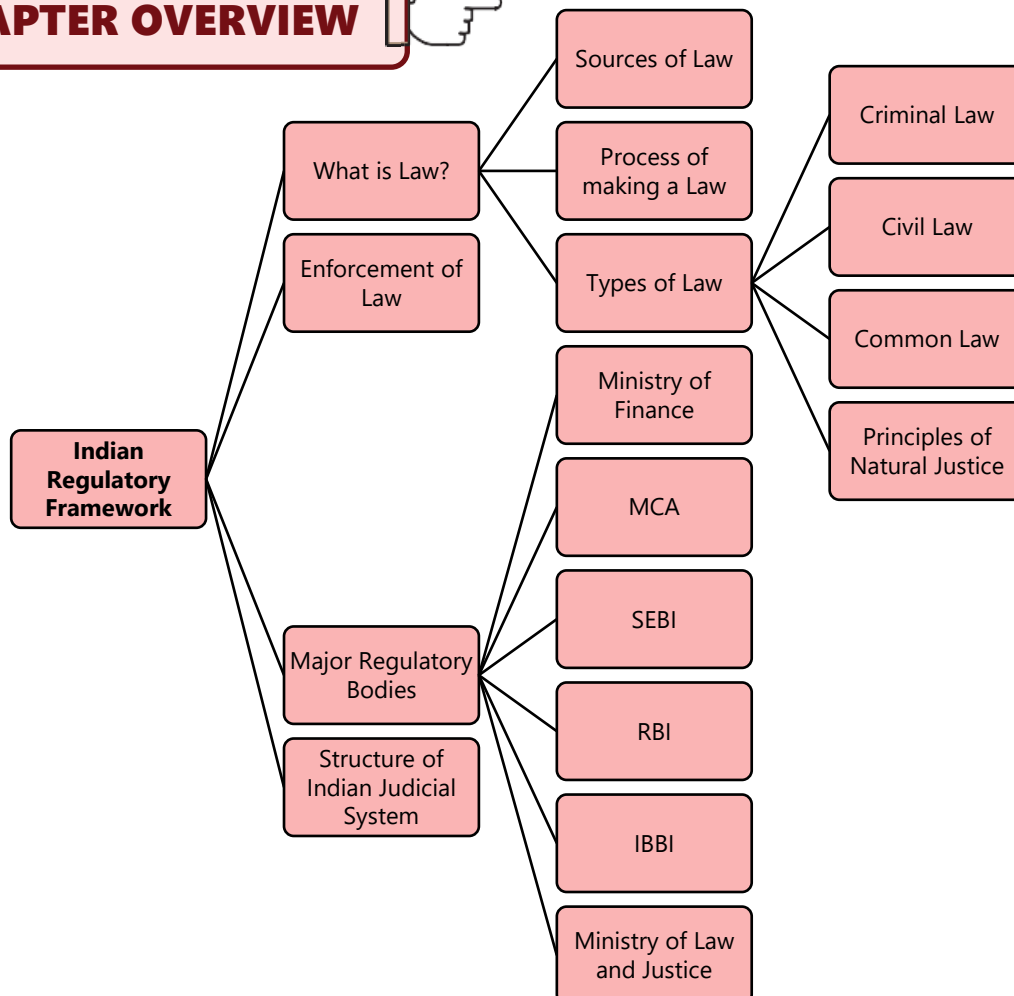 APTER OVERVIEW
Indian
Regulatory
Framework
What is Law?
Sources of Law
Process of
making a Law
Types of Law
Criminal Law
Civil Law
Common Law
Principles of
Natural Justice
Enforcement of
Law
Major Regulatory
Bodies
Ministry of
Finance
MCA
SEBI
RBI
IBBI
Ministry of Law
and Justice
Structure of
Indian Judicial
System